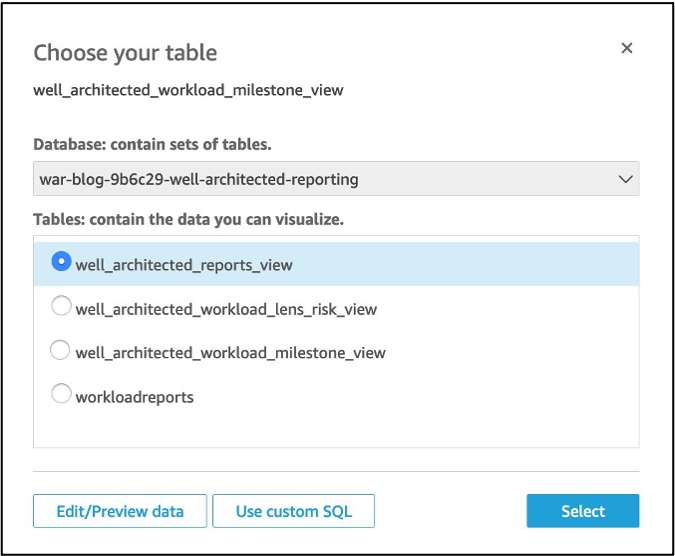 Choose your table
well_architected_workload_milestone_view
Database: contain sets of tables.
war-blog-9b6c29-well-architected-reporting
Tables: contain the data you can visualize.
well_architected_reports_view
well_architected_workload_lens_risk_view
well_architected_workload_milestone_view
workloadreports
Edit/Preview data
Use custom SQL
Select